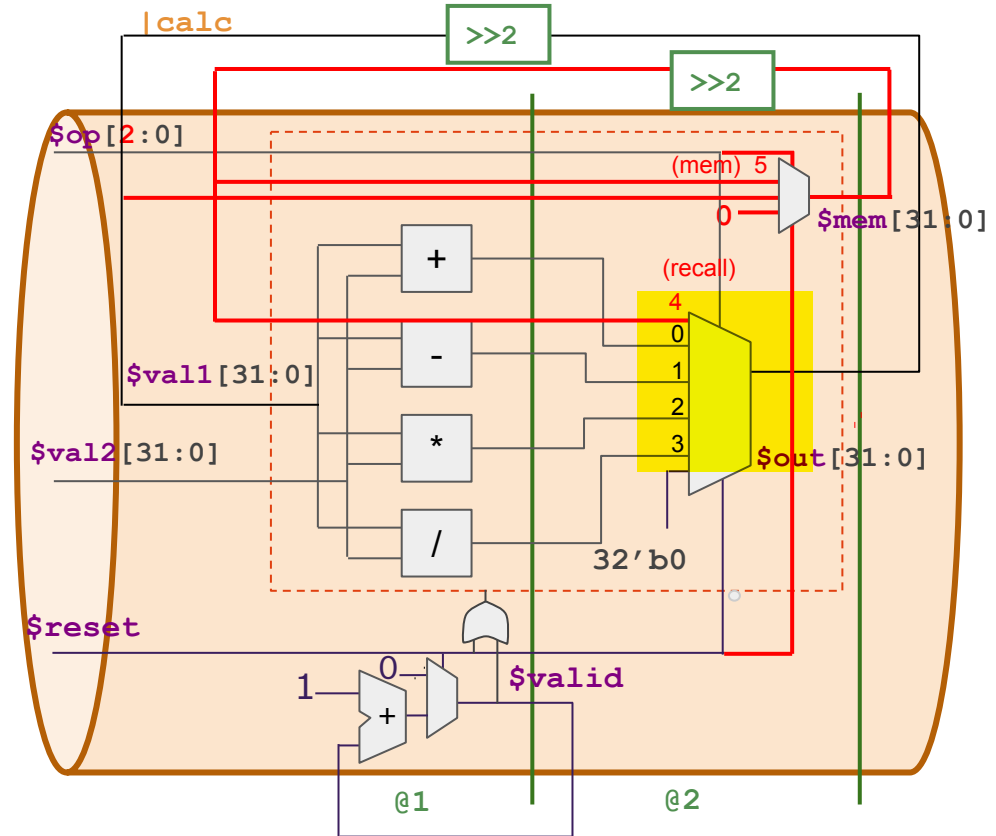 |calc
>>2
>>2
$op[2:0]
(mem) 5
0
$mem[31:0]
+
(recall)
4
0
-
1
$val1[31:0]
2
*
3
$val2[31:0]
$out[31:0]
/
32’b0
$reset
0
$valid
1
+
@1
@2